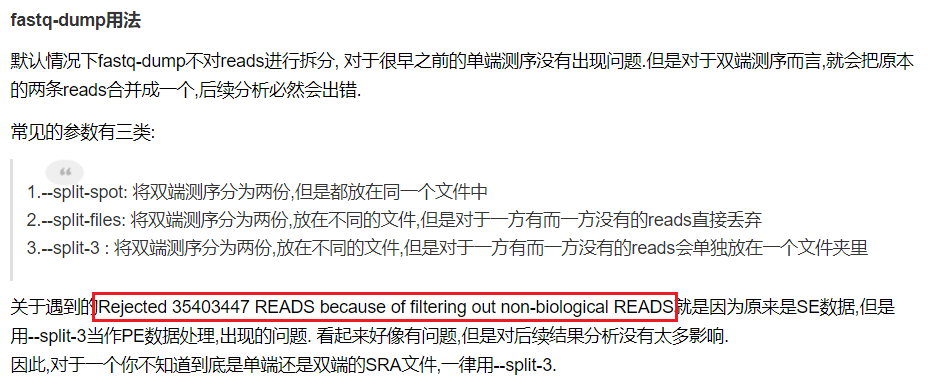 fastq-dump用法
默认情况下fastq-dump不对reads进行拆分, 对于很早之前的单端测序没有出现问题.但是对于双端测序而言,就会把原本
的两条reads合并成一个,后续分析必然会出错.
常见的参数有三类:
1.--split-spot: 将双端测序分为两份,但是都放在同一个文件中
2.--split-files: 将双端测序分为两份,放在不同的文件,但是对于一方有而一方没有的reads直接丢弃
3.--split-3 : 将双端测序分为两份,放在不同的文件,但是对于一方有而一方没有的reads会单独放在一个文件夹里
关于遇到的Rejected 35403447 READS because of filtering out non-biological READS就是因为原来是SE数据,但是
用--split-3当作PE数据处理,出现的问题. 看起来好像有问题,但是对后续结果分析没有太多影响.
因此,对于一个你不知道到底是单端还是双端的SRA文件,一律用--split-3.